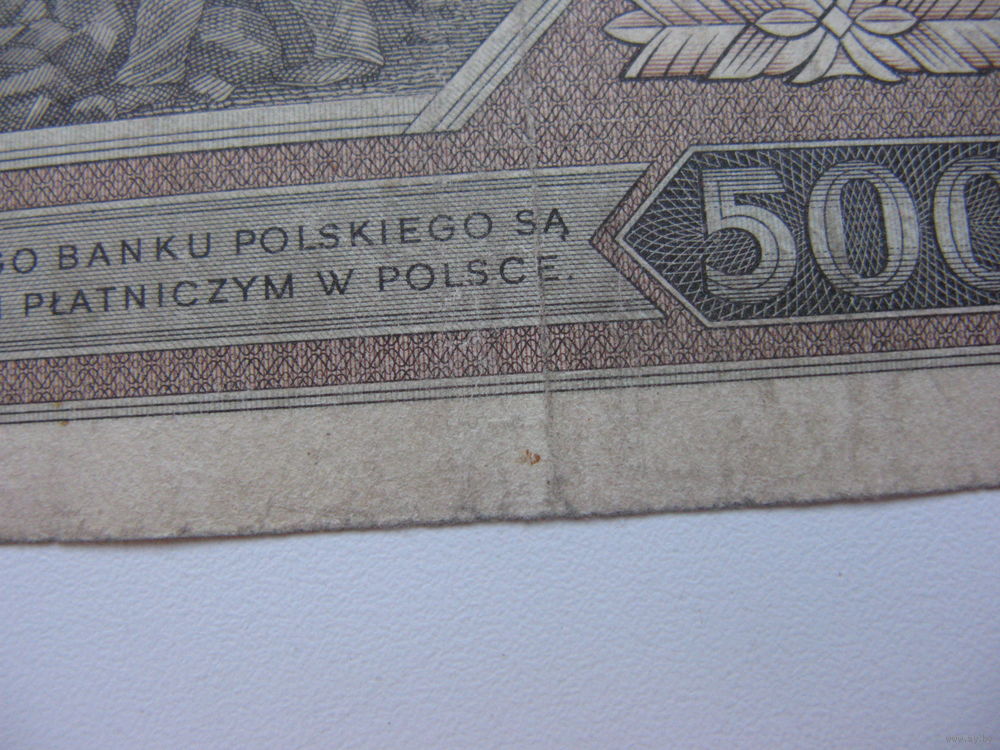 GO BANKU POLSKIEGO SĄ
PŁATNICZYM W POLSCE.
500